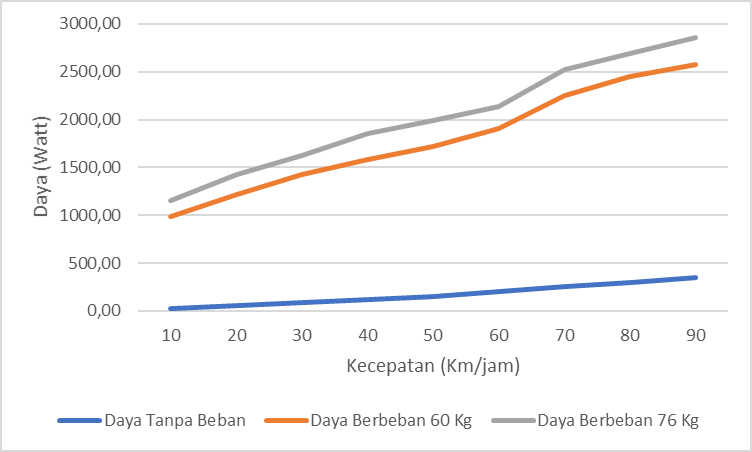 3000,00
2500,00
2000,00
1500,00
1000,00
500,00
0,00
Daya (Watt)
10 20 30 40 50 60 70 80 90
Kecepatan (Km/jam)
Daya Tanpa Beban Daya Berbeban 60 Kg Daya Berbeban 76 Kg